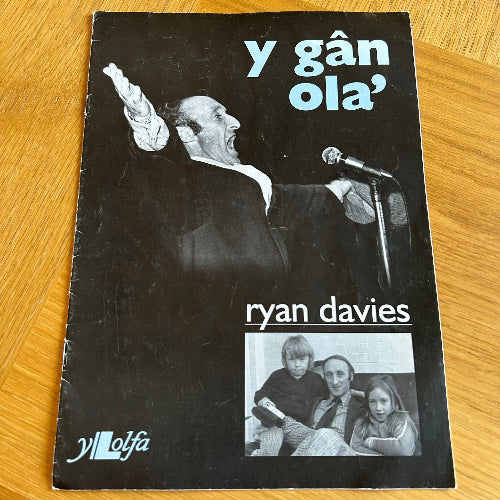 y gân
ola'
ryan davies
y Lolfa